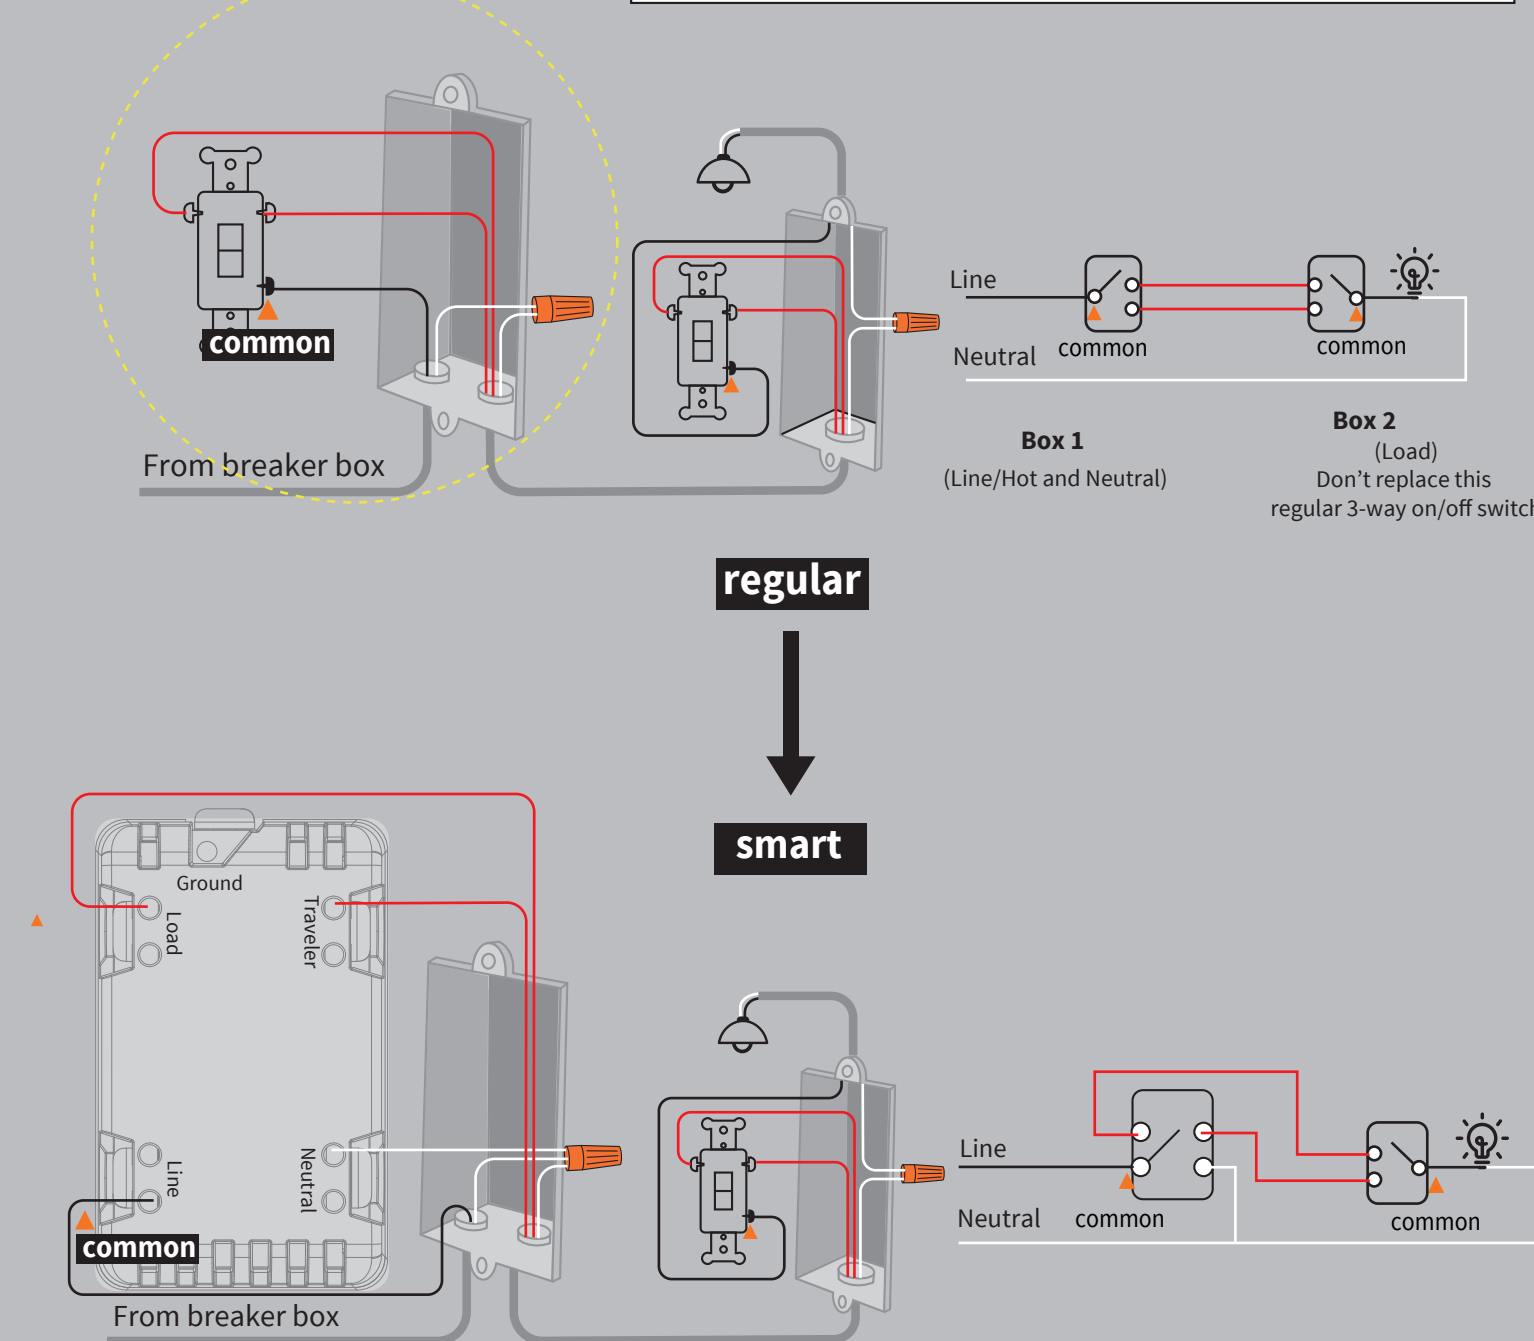 common
From breaker box
Line
Neutral
common
common
Box 1
(Line/Hot and Neutral)
Box 2
(Load)
Don’t replace this
regular 3-way on/off switch
regular
smart
Ground
Load
Traveler
Line
Neutral
common
From breaker box
Line
Neutral
common
common